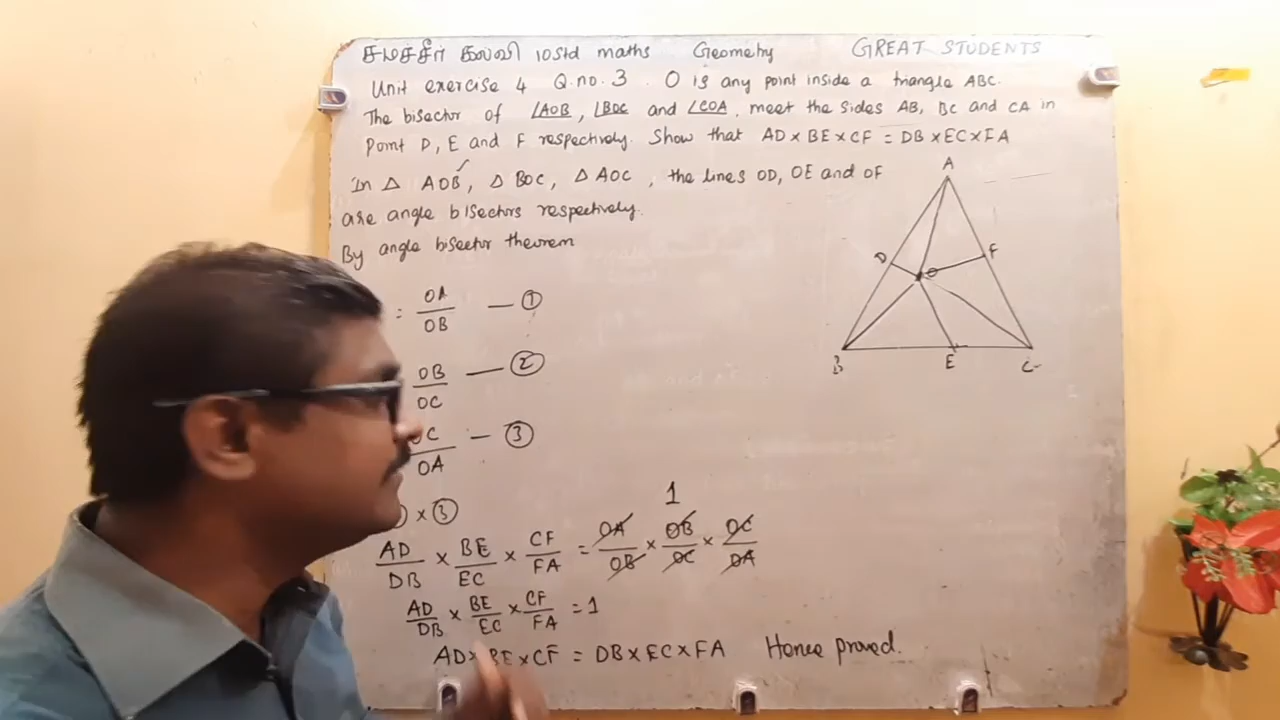 சமச்சீர் கல்வி 10Std maths Geometry GREAT STUDENTS
Unit exercise 4 Q.no.3. O is any point inside a triangle ABC.
The bisector of ∠AOB, ∠BOC and ∠COA, meet the sides AB, BC and CA in
point D, E and F respectively. Show that AD × BE × CF = DB × EC × FA
In △ AOB, △ BOC, △ AOC, the lines OD, OE and OF
are angle bisectors respectively.
By angle bisector theorem
= OA/OB — ①
OB/OC — ②
OC/OA — ③
× ③
AD/DB × BE/EC × CF/FA = OA/OB × OB/OC × OC/OA
1
AD/DB × BE/EC × CF/FA = 1
AD × BE × CF = DB × EC × FA Hence proved.
A
D
F
O
B
E
C